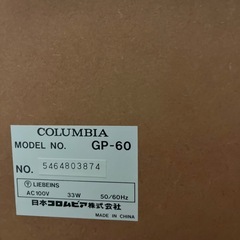 COLUMBIA
MODEL NO. GP-60
NO. 5464803874
Ⓣ LIEBEINS
AC100V 33W 50/60Hz
日本コロムビア株式会社
MADE IN CHINA